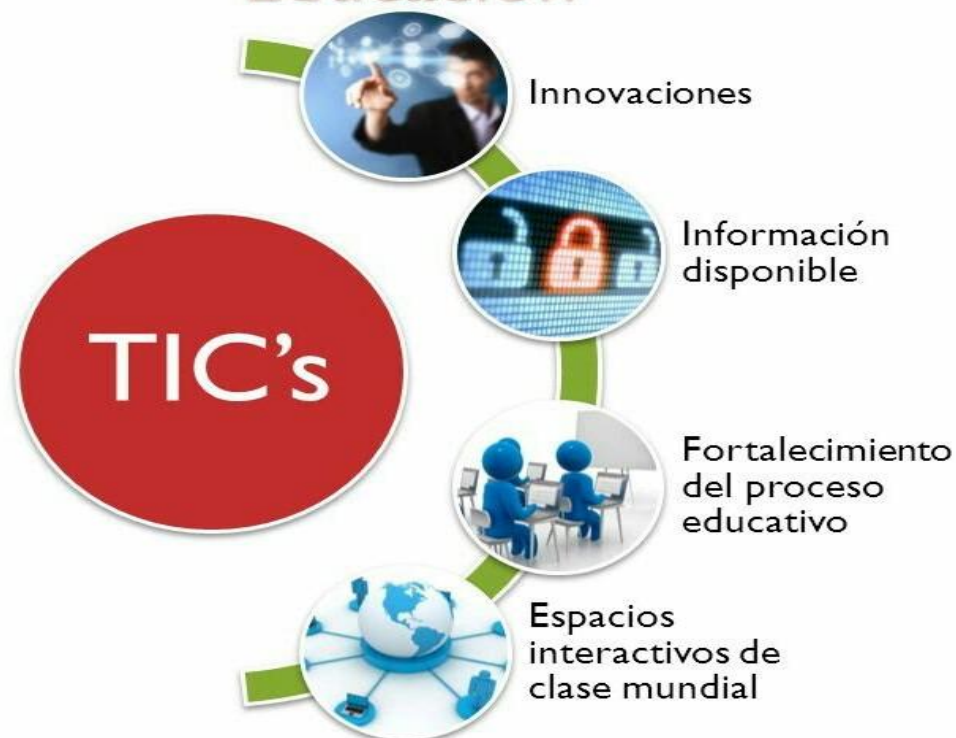 TIC's
Innovaciones
Información
disponible
Fortalecimiento
del proceso
educativo
Espacios
interactivos de
clase mundial